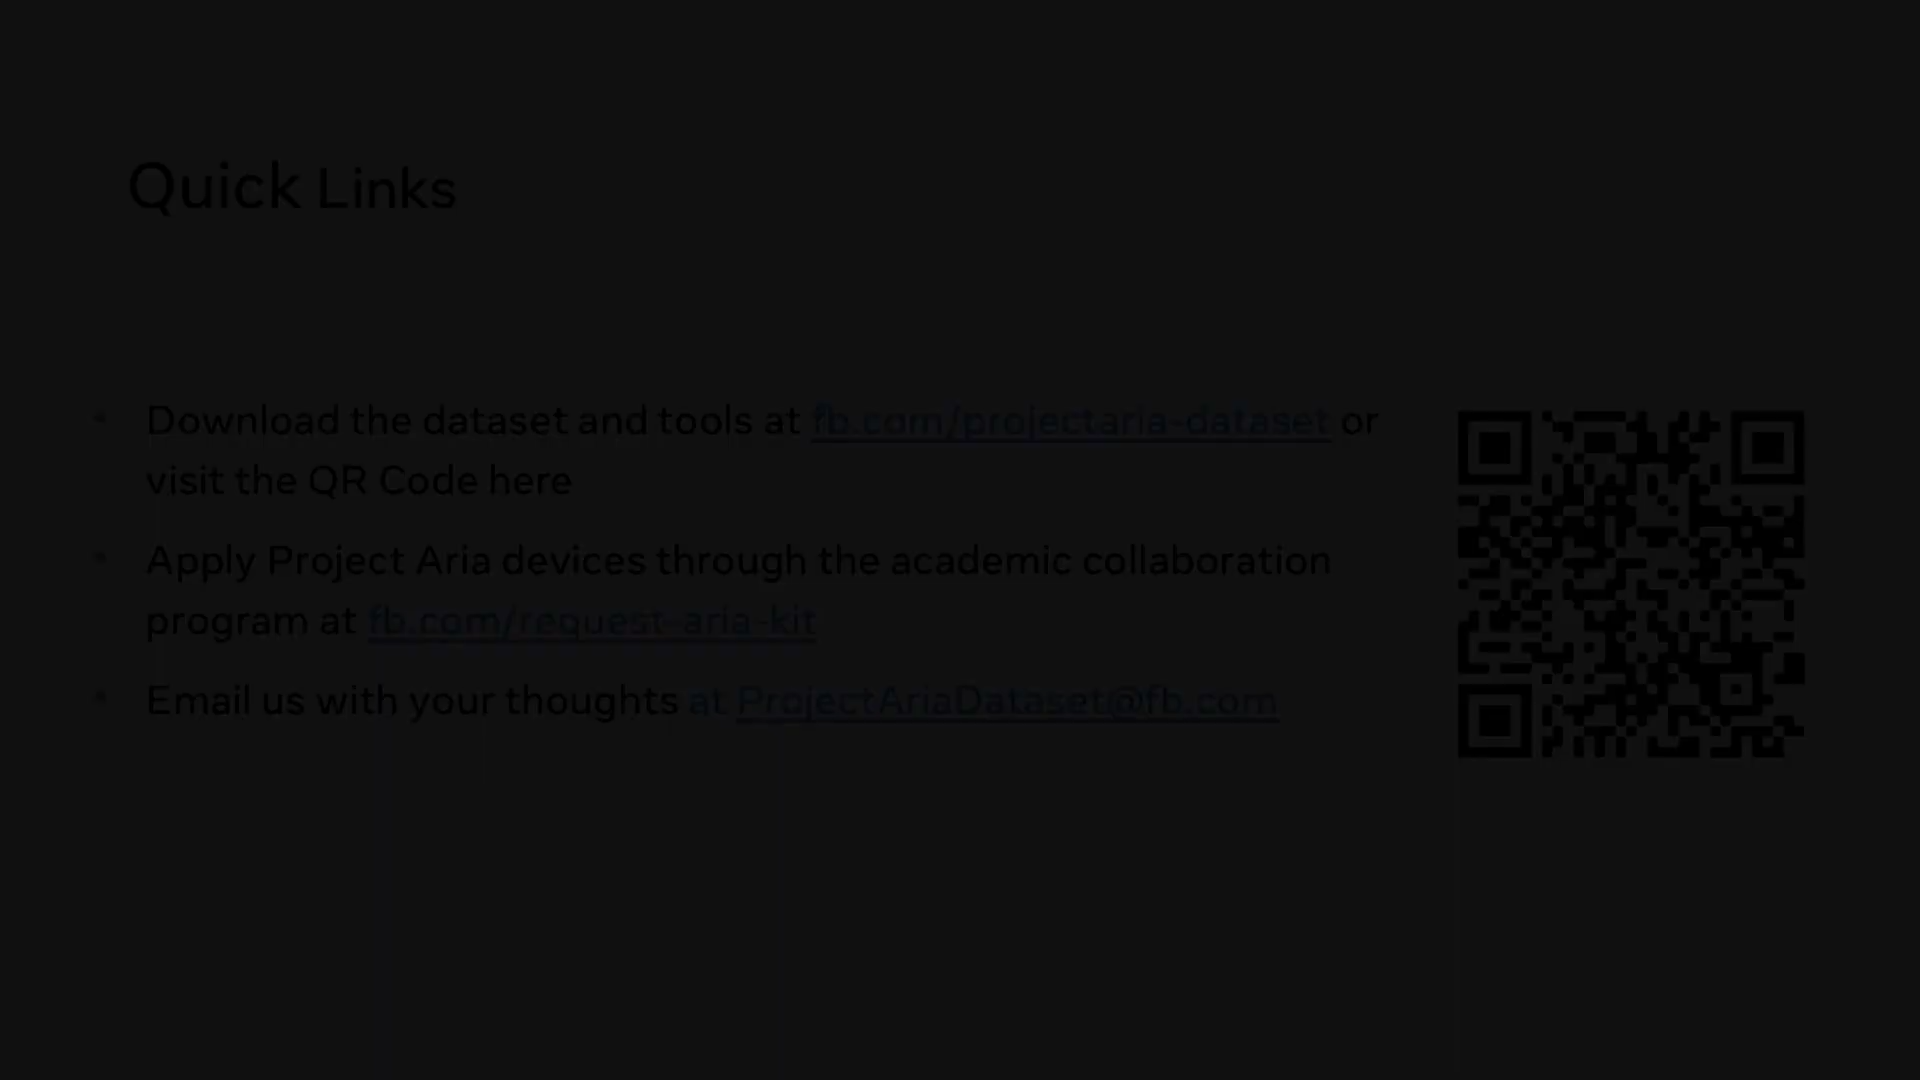 Quick Links
• Download the dataset and tools at fb.com/projectaria-dataset or
visit the QR Code here
• Apply Project Aria devices through the academic collaboration
program at fb.com/request-aria-kit
• Email us with your thoughts at ProjectAriaDataset@fb.com